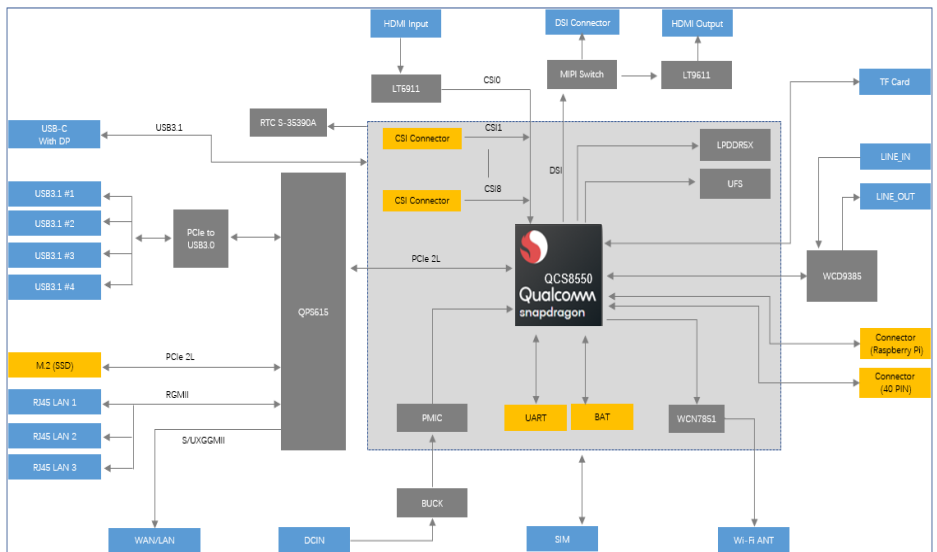 HDMI Input
DSI Connector
HDMI Output
LT6911
CSI0
MIPI Switch
LT9611
TF Card
RTC S-35390A
USB-C
With DP
USB3.1
CSI Connector
CSI1
LPDDR5X
LINE_IN
DSI
UFS
CSI Connector
CSI8
LINE_OUT
USB3.1 #1
USB3.1 #2
USB3.1 #3
USB3.1 #4
PCIe to
USB3.0
QPS615
PCIe 2L
QCS8550
Qualcomm
snapdragon
WCD9385
Connector
(Raspberry Pi)
Connector
(40 PIN)
M.2 (SSD)
PCIe 2L
RJ45 LAN 1
RGMII
RJ45 LAN 2
S/UXGGMII
RJ45 LAN 3
PMIC
UART
BAT
WCN7851
BUCK
WAN/LAN
DCIN
SIM
Wi-Fi ANT